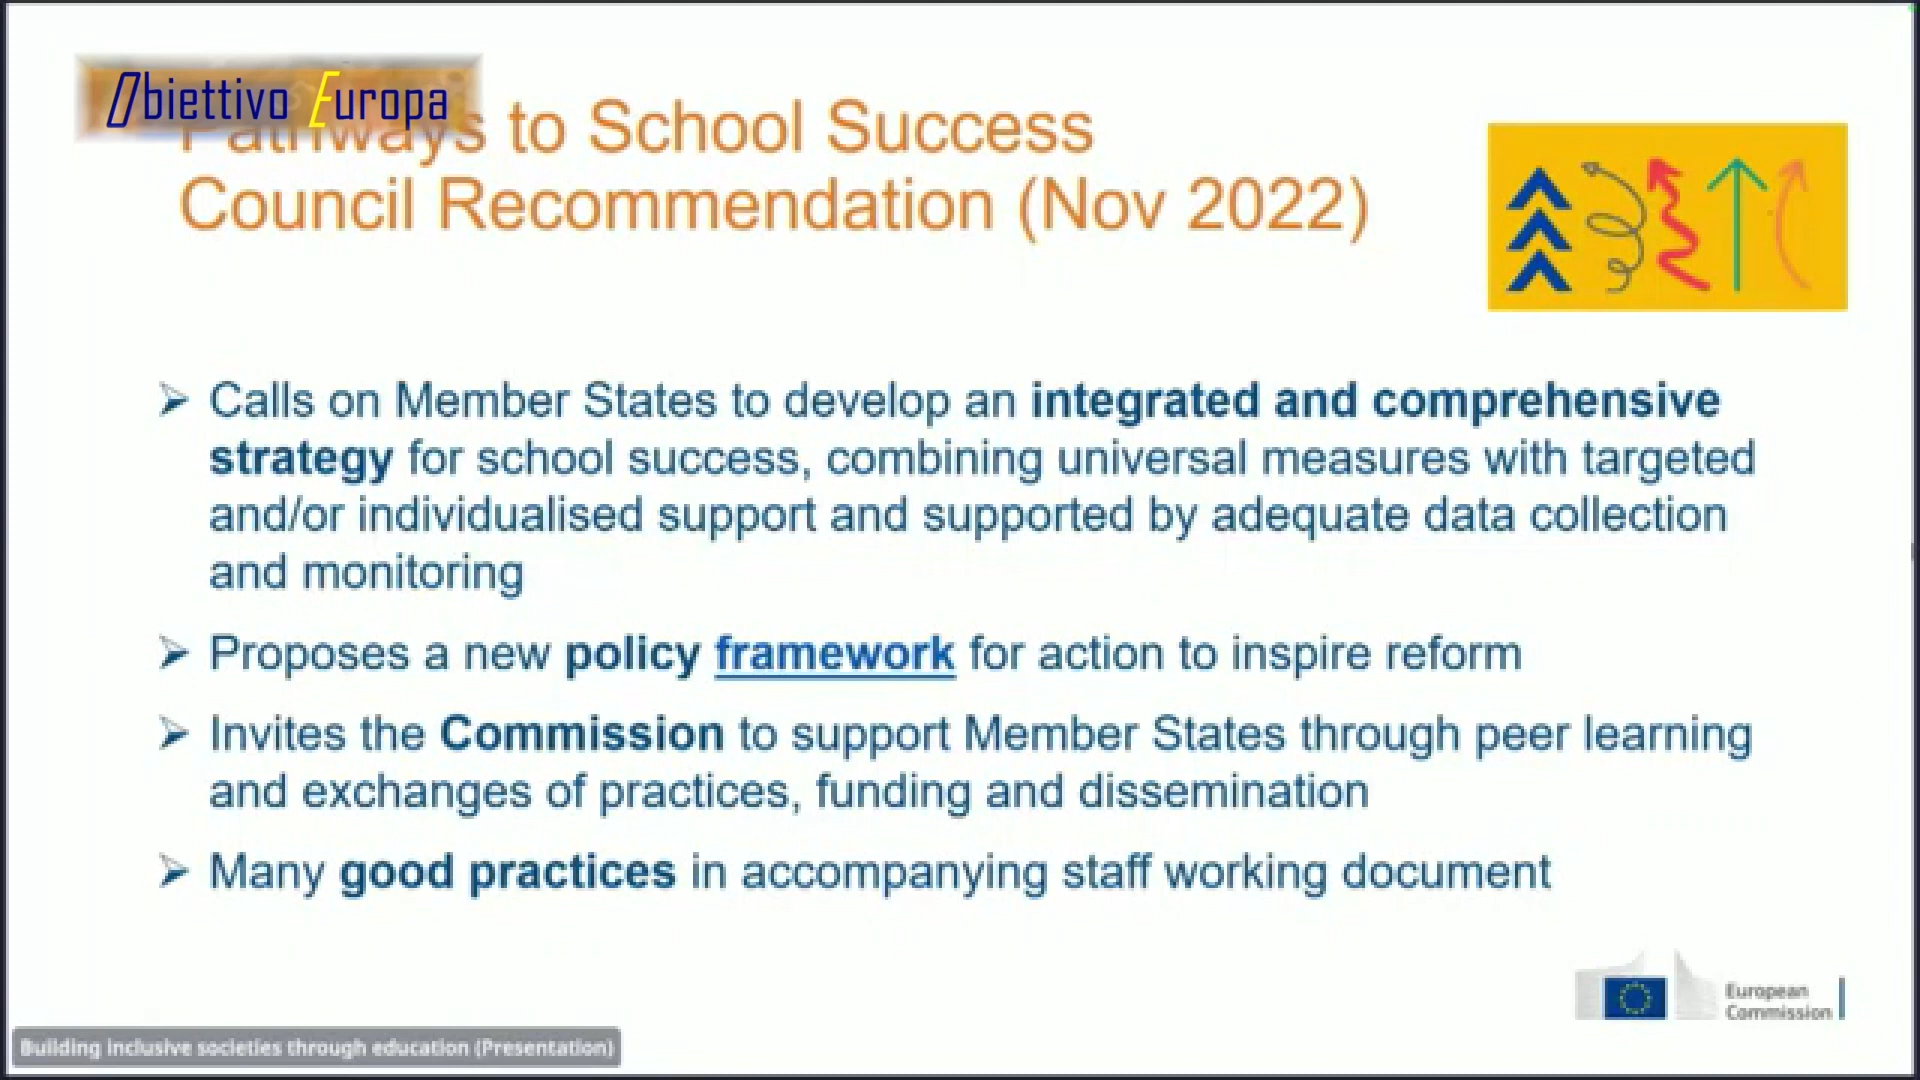 Obiettivo Europa
Pathways to School Success
Council Recommendation (Nov 2022)
Calls on Member States to develop an integrated and comprehensive
strategy for school success, combining universal measures with targeted
and/or individualised support and supported by adequate data collection
and monitoring
Proposes a new policy framework for action to inspire reform
Invites the Commission to support Member States through peer learning
and exchanges of practices, funding and dissemination
Many good practices in accompanying staff working document
European
Commission
Building inclusive societies through education (Presentation)